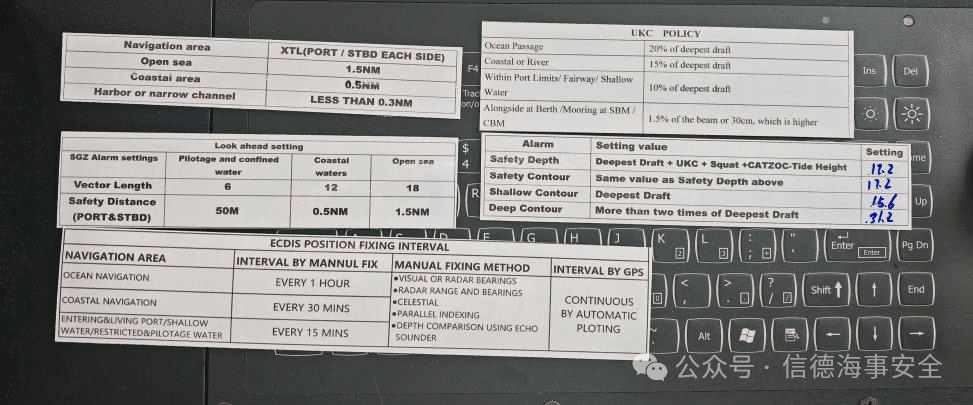 Navigation area XTL(PORT / STBD EACH SIDE)
Open sea 1.5NM
Coastai area 0.5NM
Harbor or narrow channel LESS THAN 0.3NM
UKC POLICY
Ocean Passage 20% of deepest draft
Coastal or River 15% of deepest draft
Within Port Limits/ Fairway/ Shallow
Water 10% of deepest draft
Alongside at Berth /Mooring at SBM /
CBM 1.5% of the beam or 30cm, which is higher
Look ahead setting
SGZ Alarm settings Pilotage and confined water Coastal waters Open sea
Vector Length 6 12 18
Safety Distance
(PORT&STBD) 50M 0.5NM 1.5NM
Alarm Setting value Setting
Safety Depth Deepest Draft + UKC + Squat +CATZOC-Tide Height 17.2
Safety Contour Same value as Safety Depth above 17.2
Shallow Contour Deepest Draft 15.6
Deep Contour More than two times of Deepest Draft 31.2
ECDIS POSITION FIXING INTERVAL
NAVIGATION AREA INTERVAL BY MANNUL FIX MANUAL FIXING METHOD INTERVAL BY GPS
OCEAN NAVIGATION EVERY 1 HOUR
COASTAL NAVIGATION EVERY 30 MINS
ENTERING&LIVING PORT/SHALLOW
WATER/RESTRICTED&PILOTAGE WATER EVERY 15 MINS
●VISUAL OR RADAR BEARINGS
●RADAR RANGE AND BEARINGS
●CELESTIAL
●PARALLEL INDEXING
●DEPTH COMPARISON USING ECHO
SOUNDER
CONTINUOUS
BY AUTOMATIC
PLOTING
F4
Ins Del
$
4
R
Up
G H J K L : ; " '
2 3 +
Enter Enter Pg Dn
0 < , > . ? / Shift End
. /
Alt
公众号 · 信德海事安全